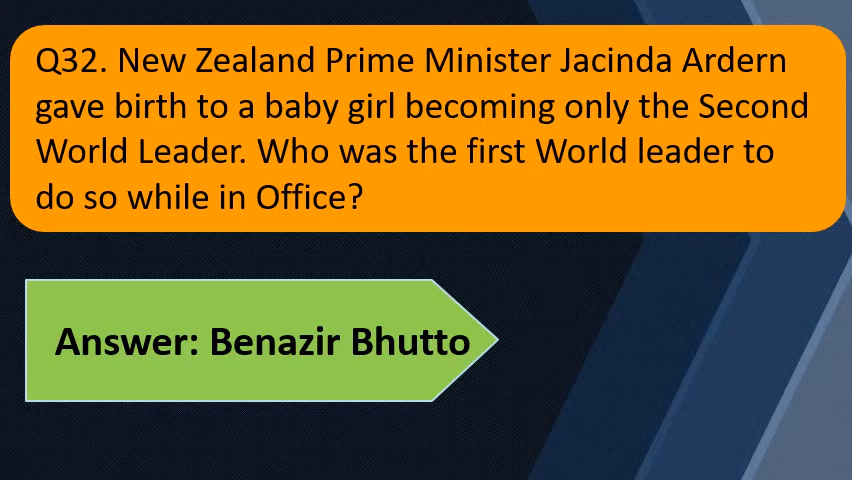 Q32. New Zealand Prime Minister Jacinda Ardern
gave birth to a baby girl becoming only the Second
World Leader. Who was the first World leader to
do so while in Office?
Answer: Benazir Bhutto